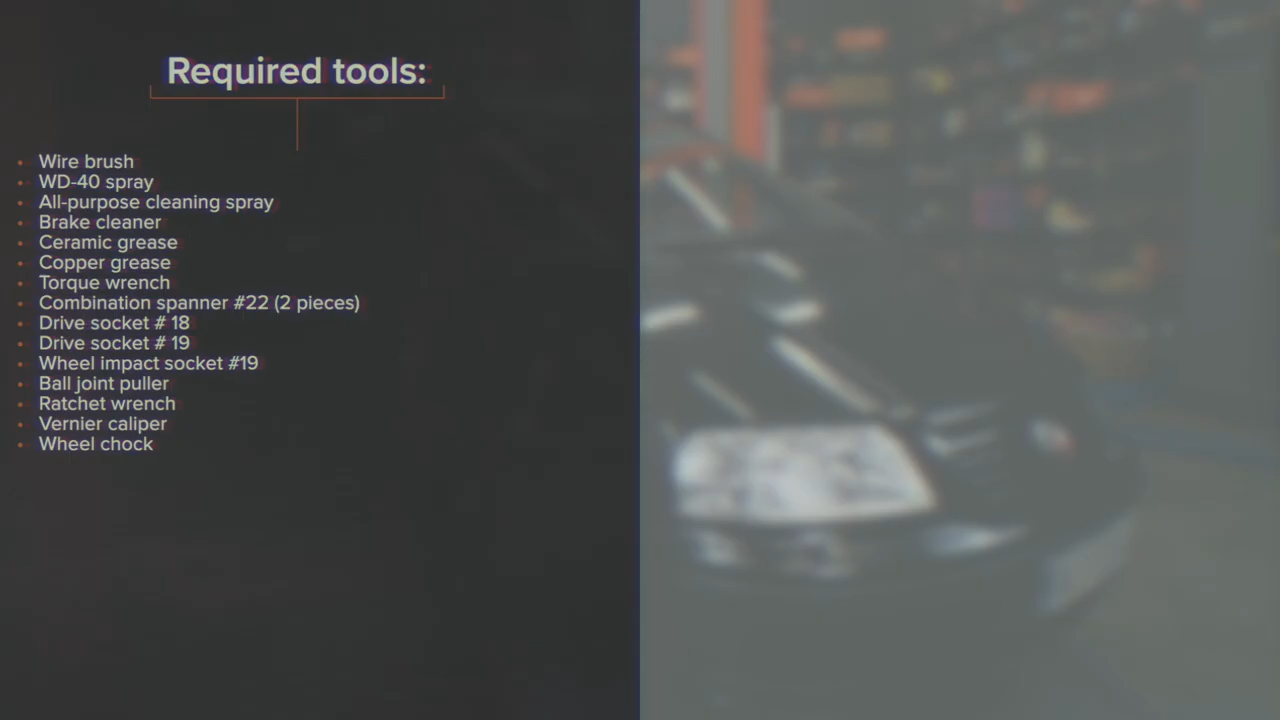 Required tools:
• Wire brush
• WD-40 spray
• All-purpose cleaning spray
• Brake cleaner
• Ceramic grease
• Copper grease
• Torque wrench
• Combination spanner #22 (2 pieces)
• Drive socket # 18
• Drive socket # 19
• Wheel impact socket #19
• Ball joint puller
• Ratchet wrench
• Vernier caliper
• Wheel chock